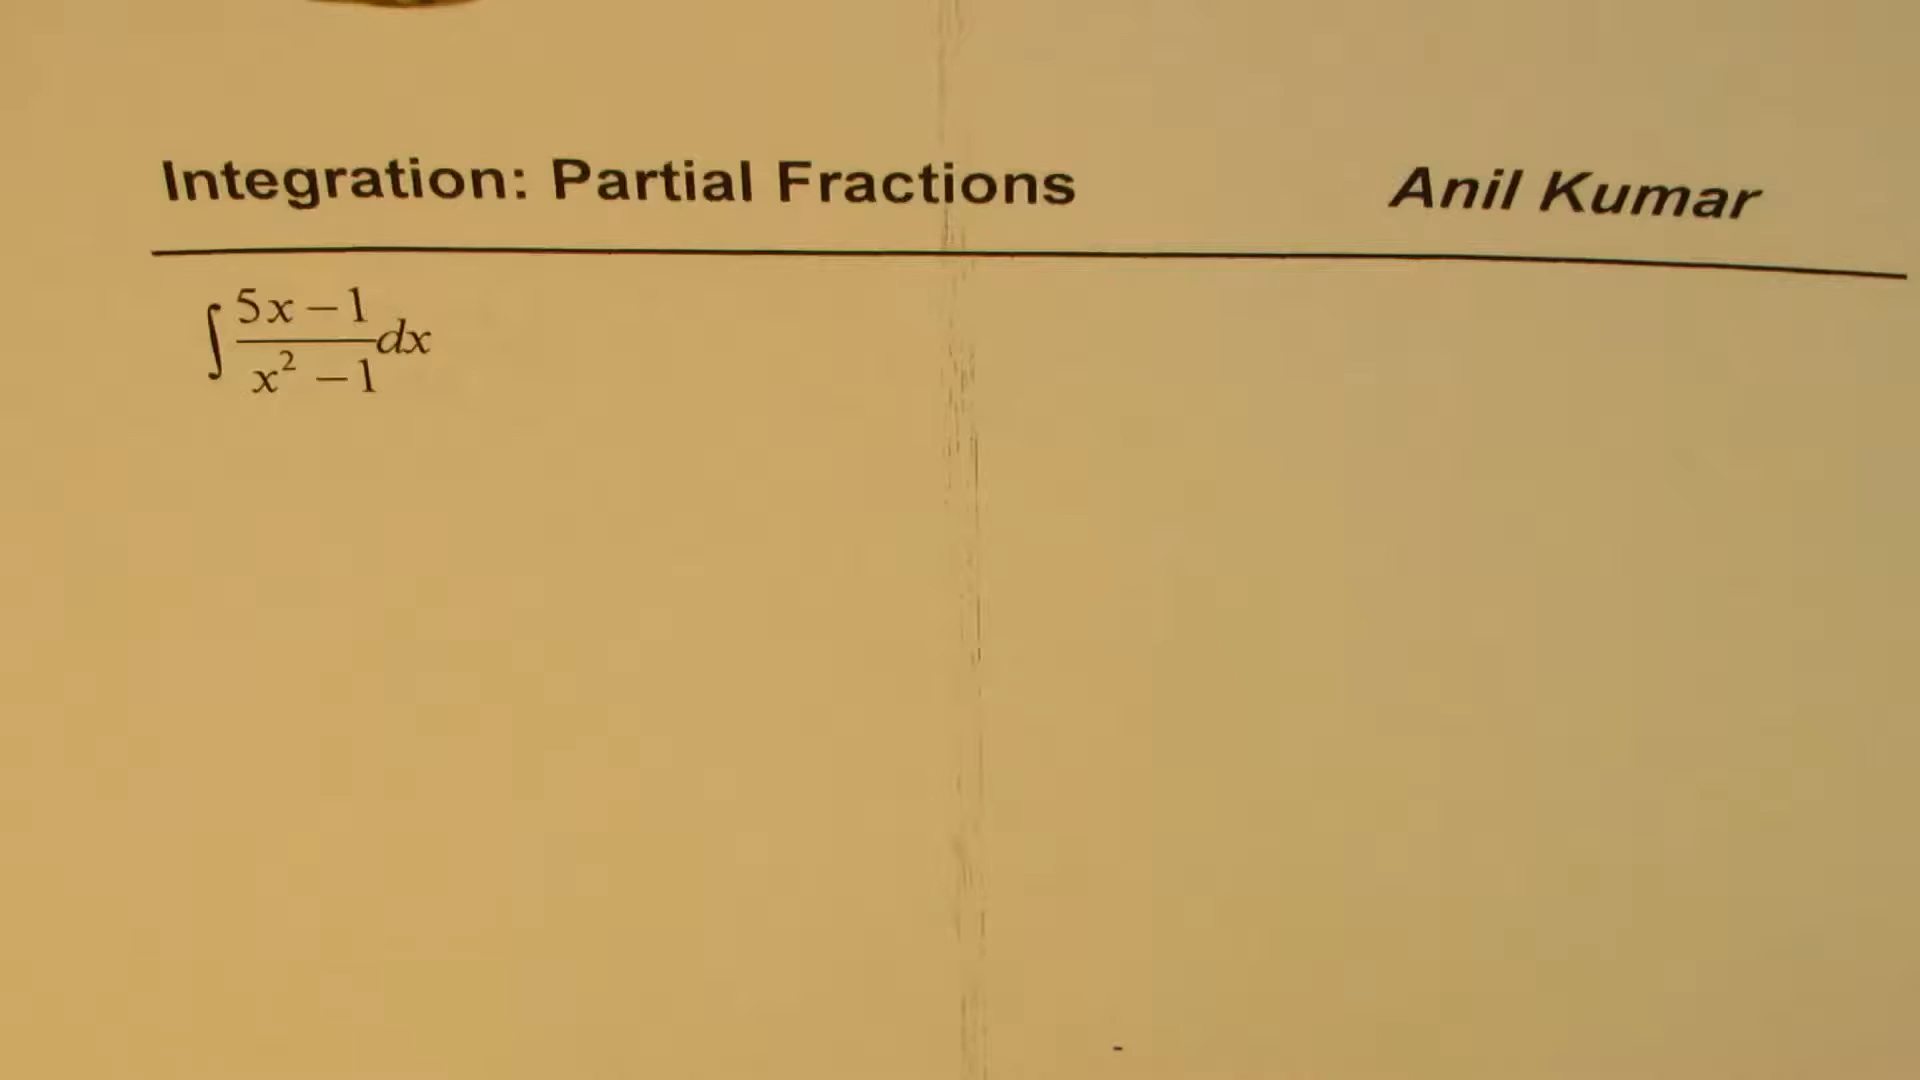 Integration: Partial Fractions Anil Kumar
∫ (5x – 1)/(x² – 1) dx